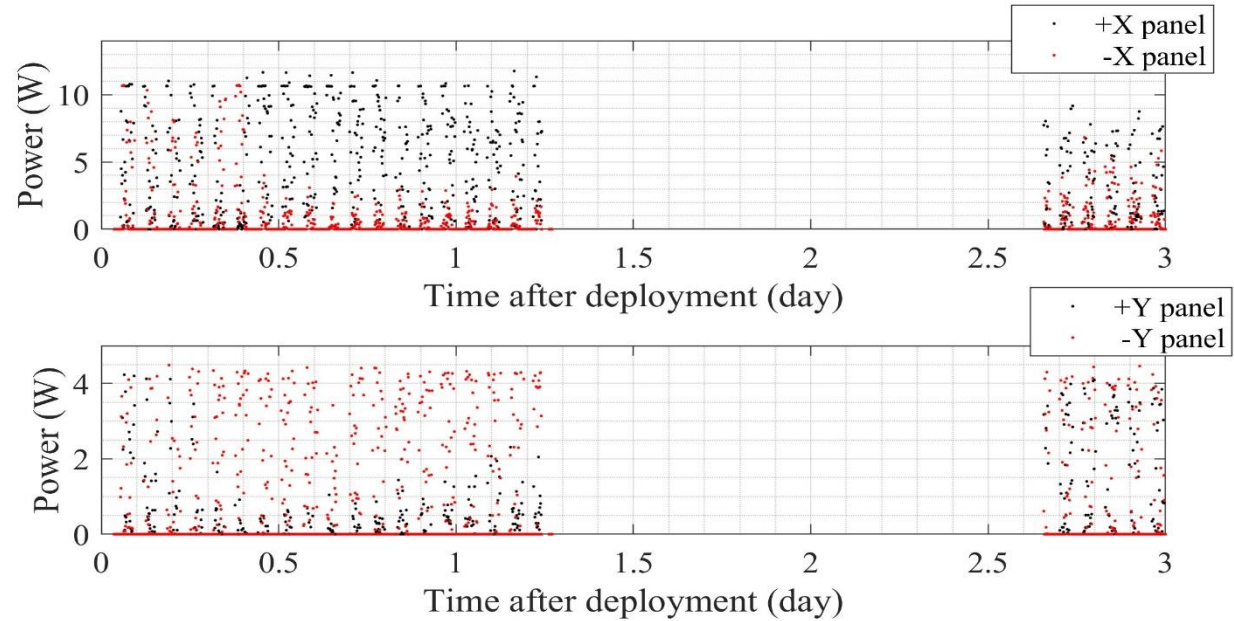 +X panel
-X panel
10
5
0
Power (W)
0 0.5 1 1.5 2 2.5 3
Time after deployment (day)
+Y panel
-Y panel
4
2
0
Power (W)
0 0.5 1 1.5 2 2.5 3
Time after deployment (day)